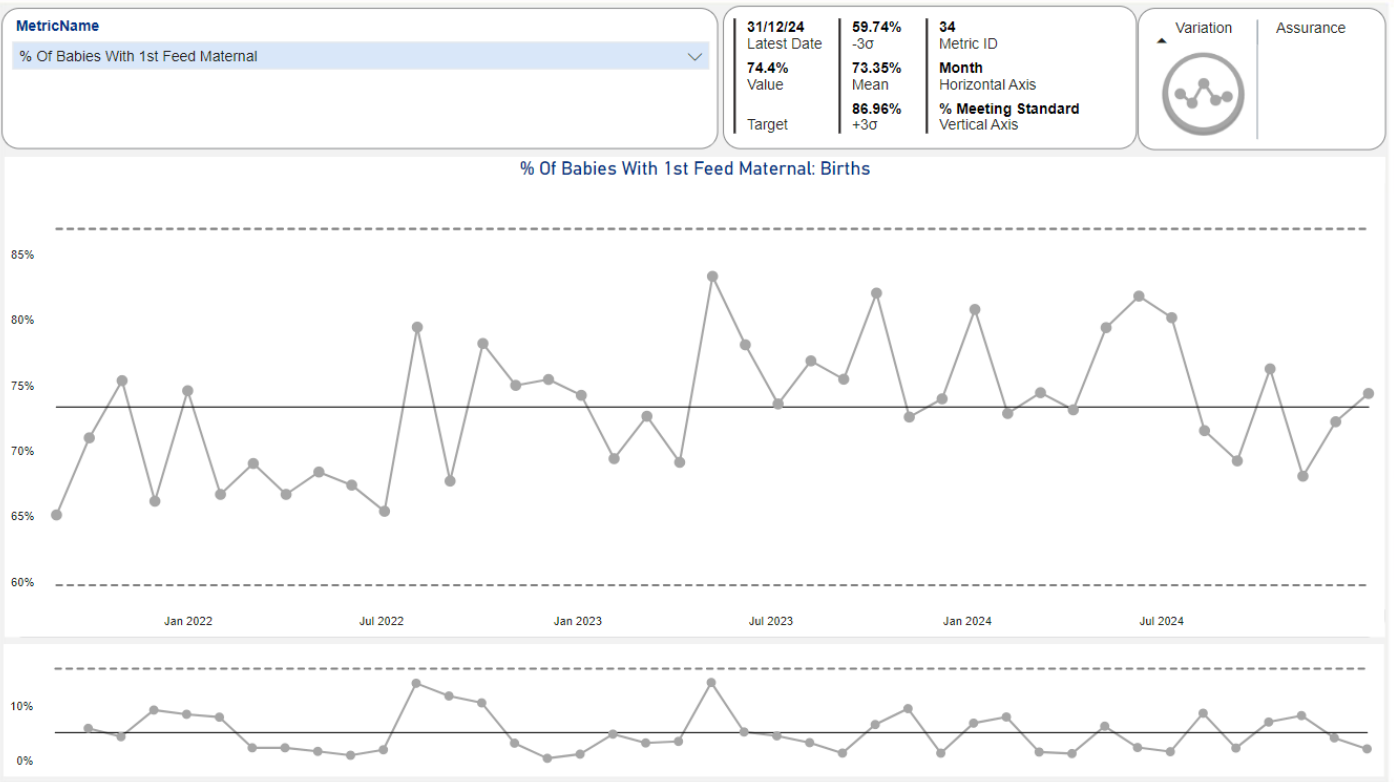 MetricName
% Of Babies With 1st Feed Maternal
31/12/24
Latest Date
74.4%
Value
Target
59.74%
-3σ
73.35%
Mean
86.96%
+3σ
34
Metric ID
Month
Horizontal Axis
% Meeting Standard
Vertical Axis
Variation
Assurance
% Of Babies With 1st Feed Maternal: Births
85%
80%
75%
70%
65%
60%
Jan 2022 Jul 2022 Jan 2023 Jul 2023 Jan 2024 Jul 2024
10%
0%